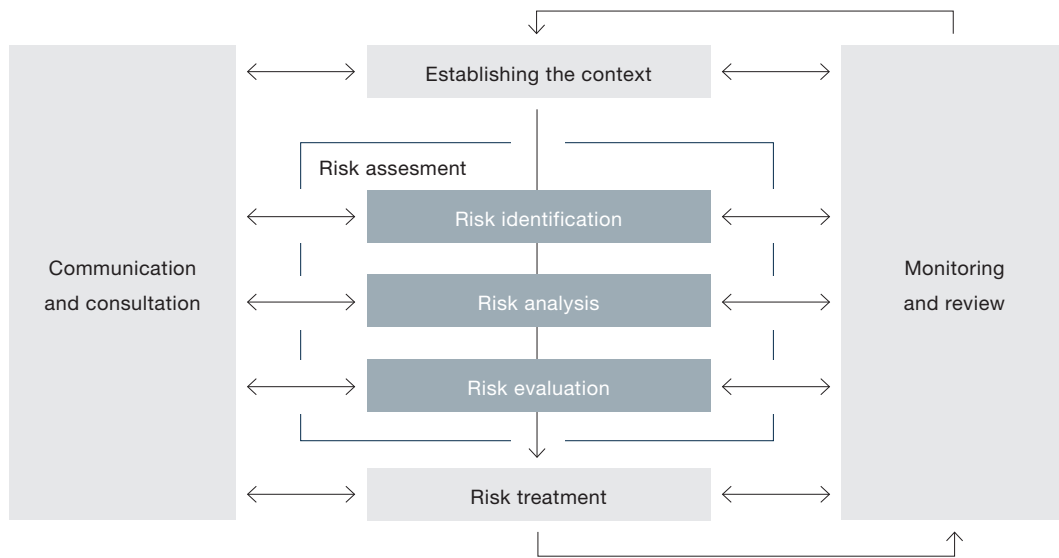 Establishing the context
Risk assesment
Risk identification
Communication
and consultation
Risk analysis
Monitoring
and review
Risk evaluation
Risk treatment